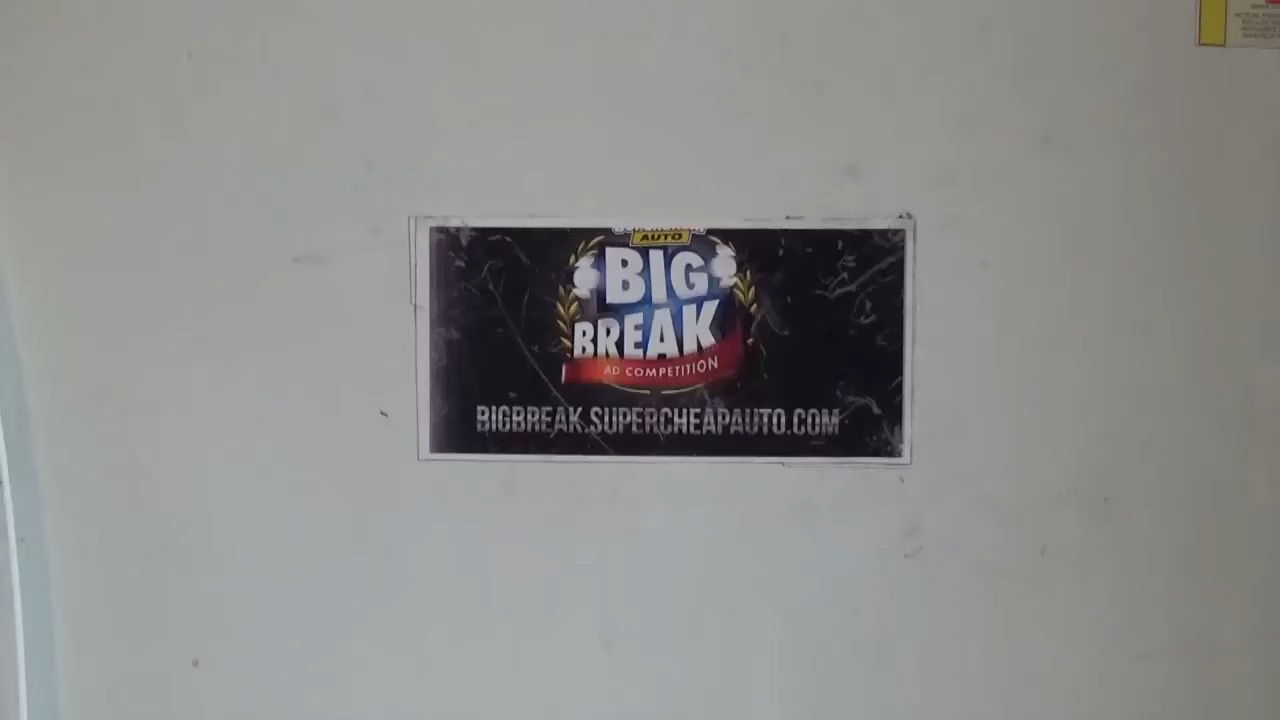 AUTO
BIG
BREAK
AD COMPETITION
BIGBREAK.SUPERCHEAPAUTO.COM